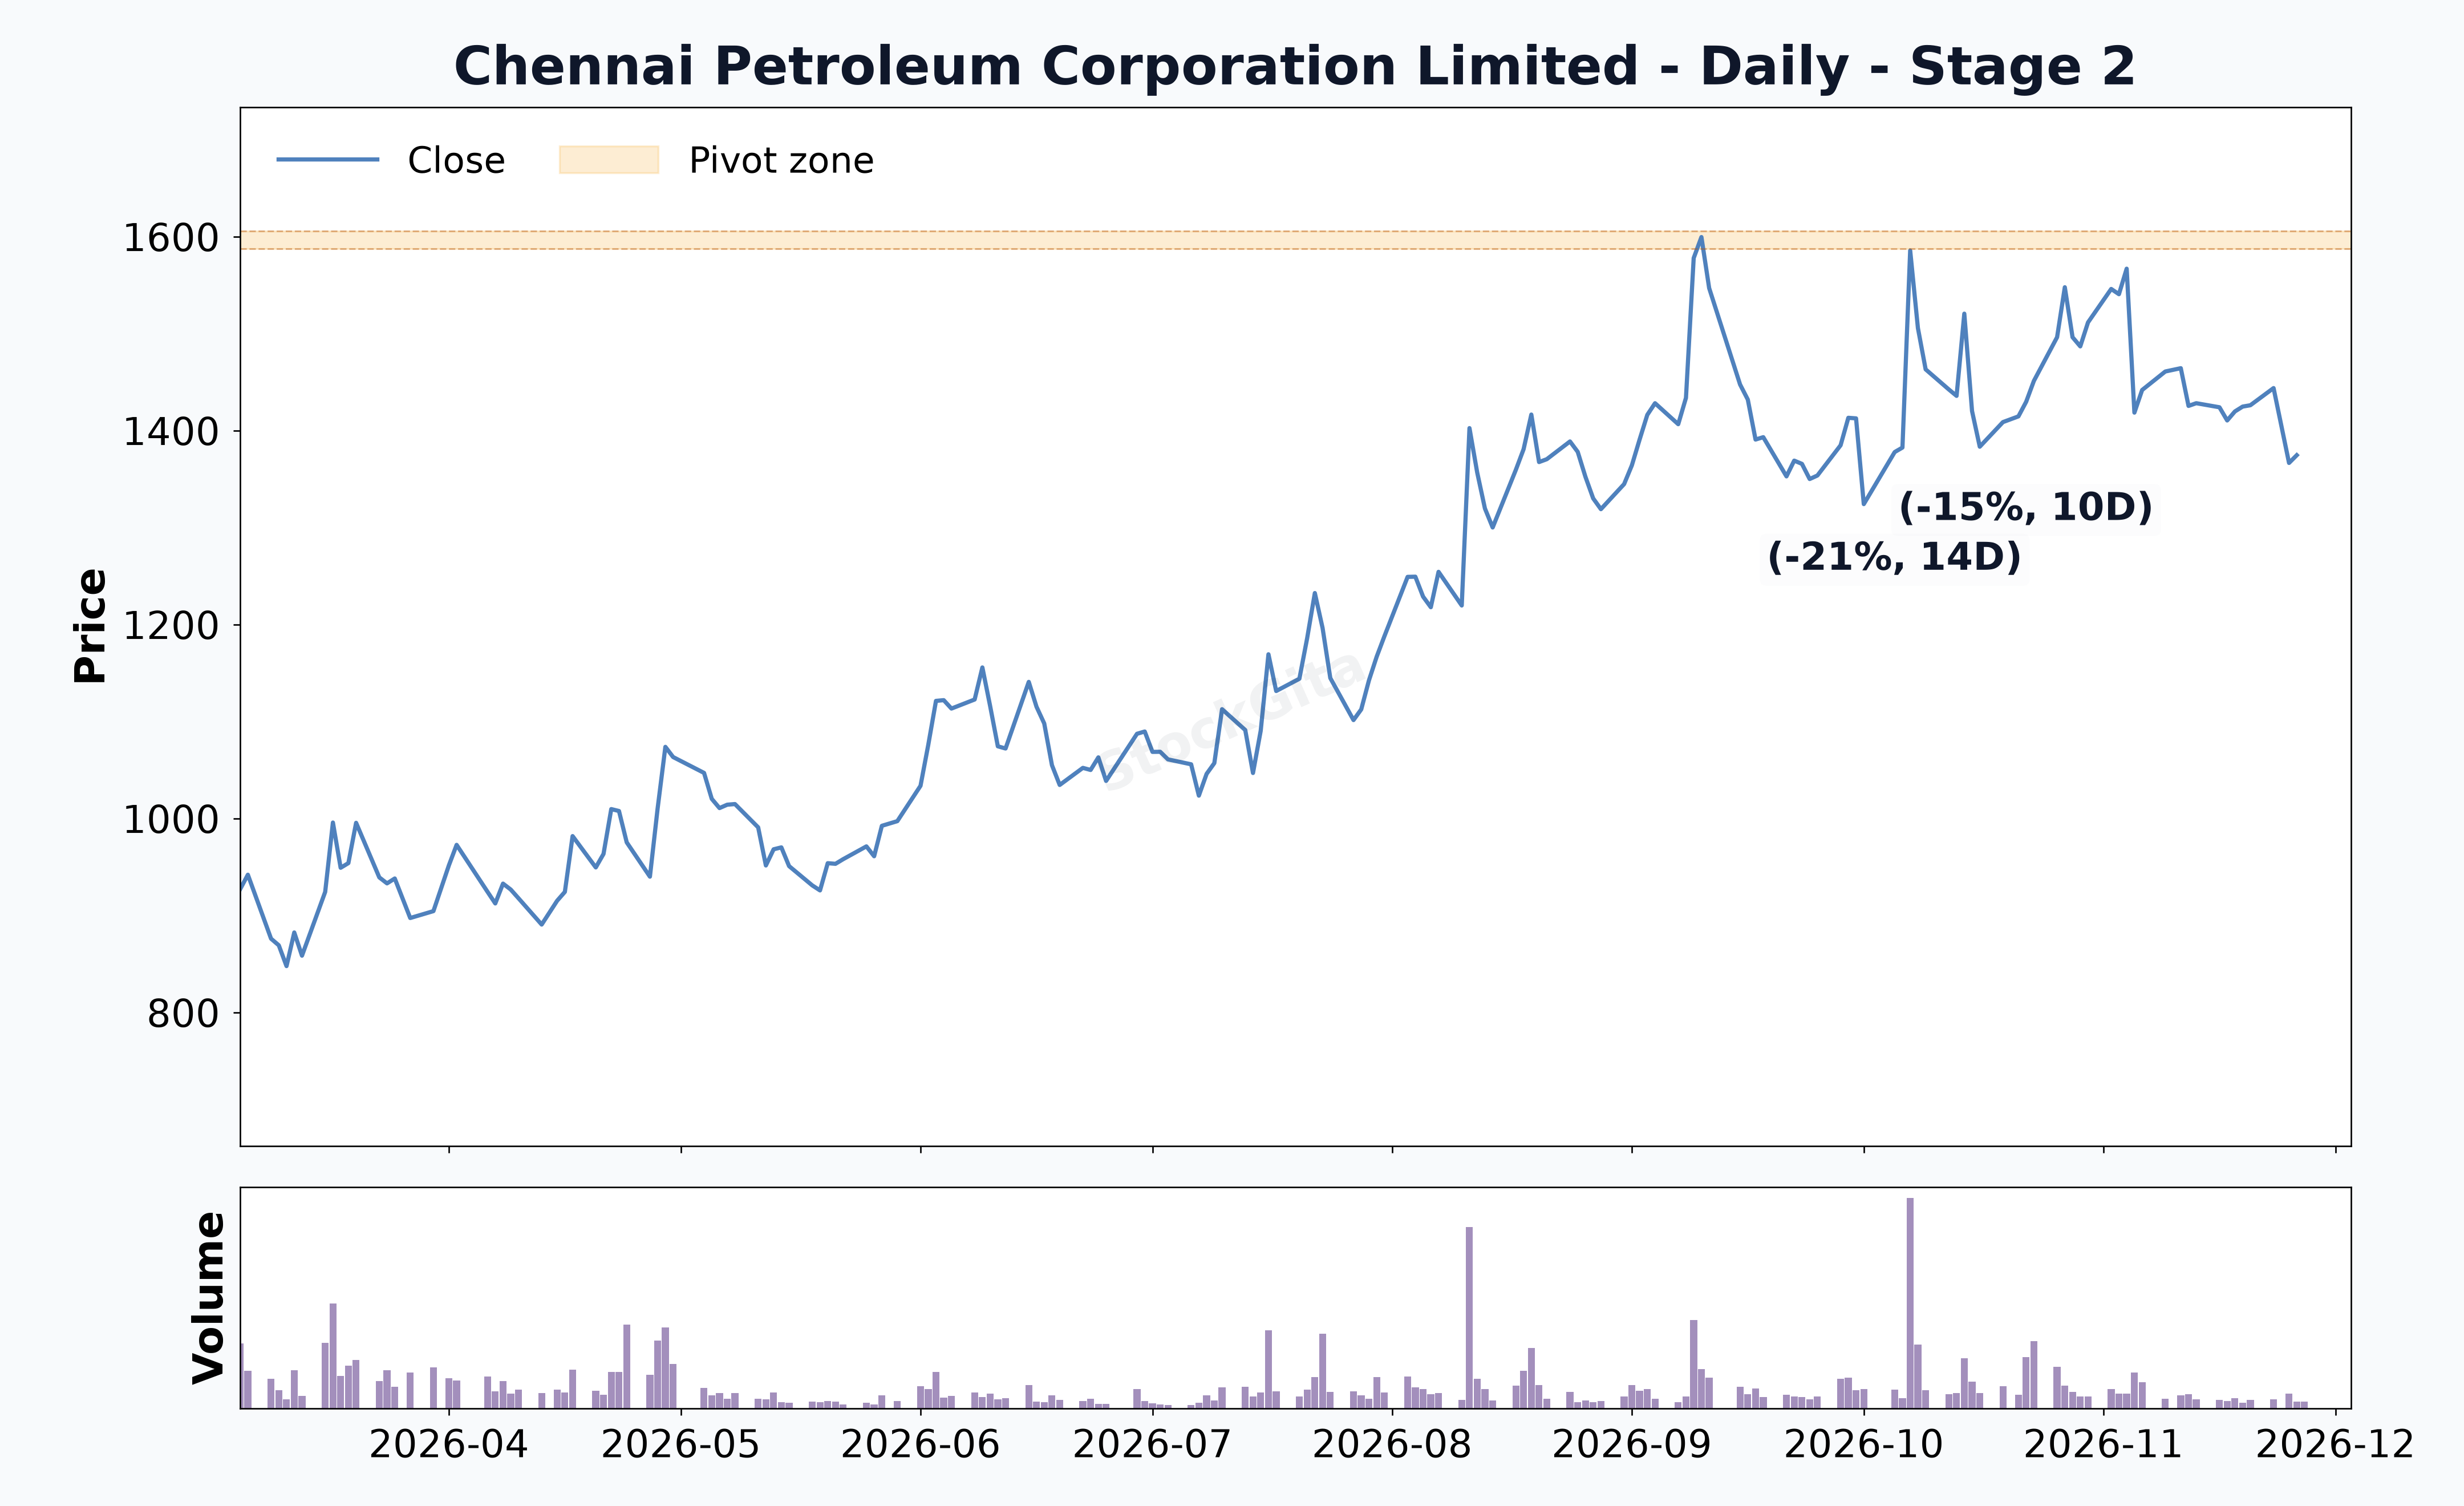 Chennai Petroleum Corporation Limited - Daily - Stage 2
Close
Pivot zone
1600
1400
1200
1000
800
Price
(-15%, 10D)
(-21%, 14D)
StockGita
Volume
2026-04
2026-05
2026-06
2026-07
2026-08
2026-09
2026-10
2026-11
2026-12